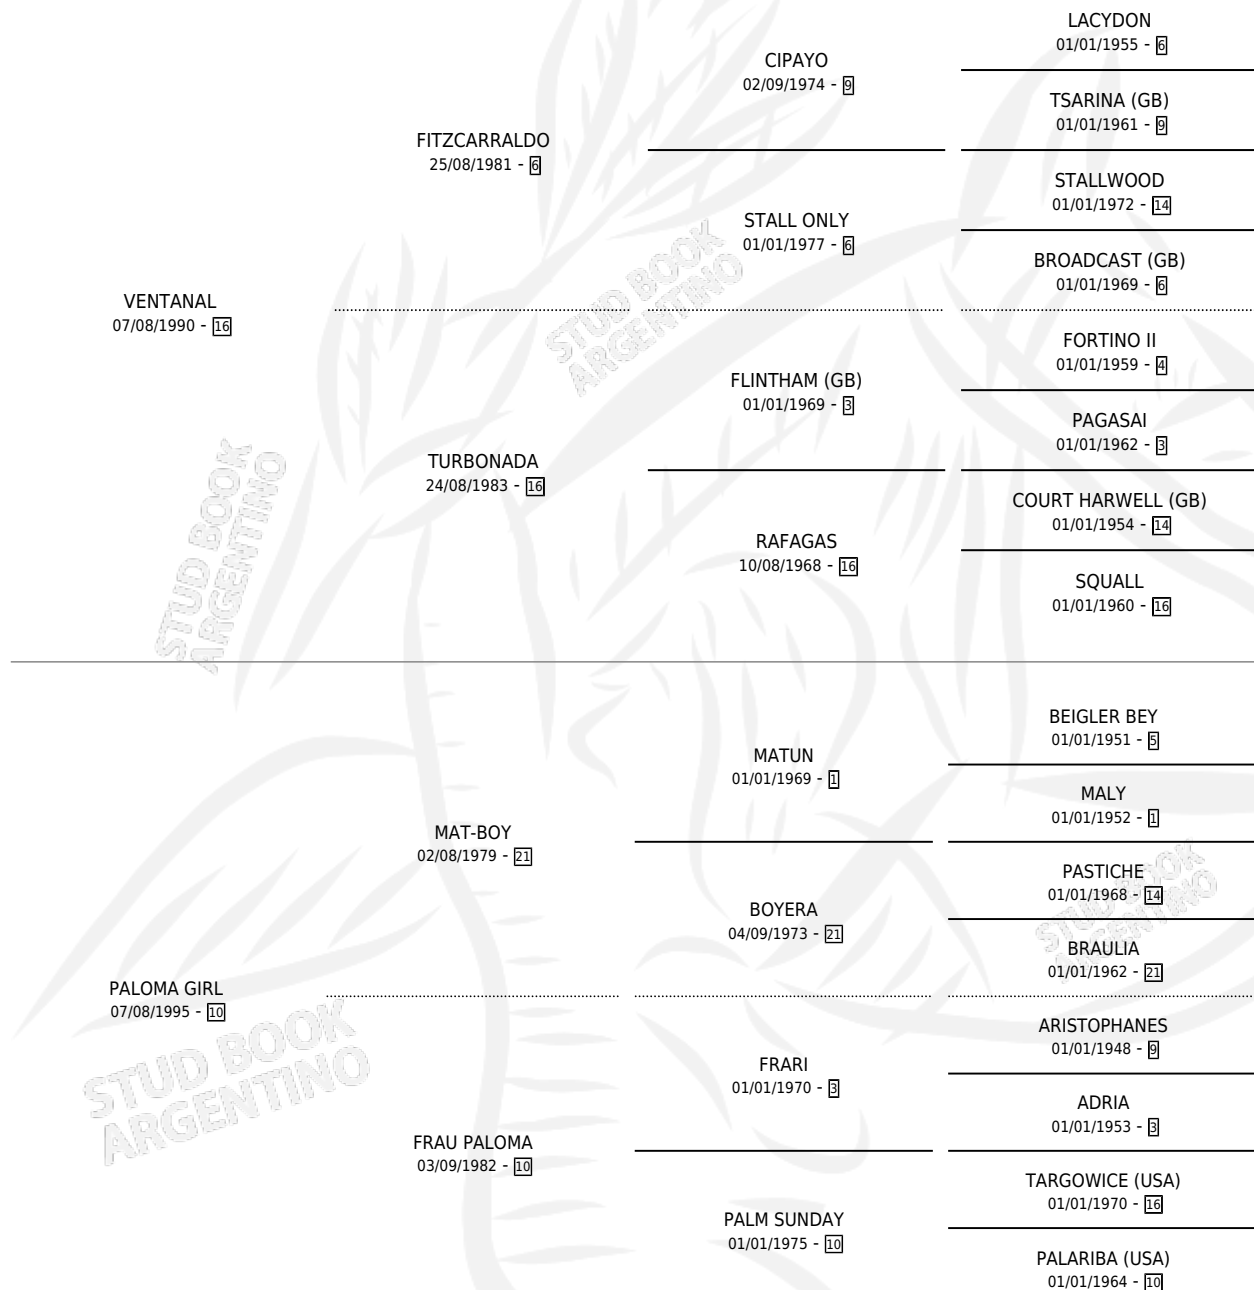 LACYDON
01/01/1955 - 6
CIPAYO
02/09/1974 - 9
TSARINA (GB)
01/01/1961 - 9
FITZCARRALDO
25/08/1981 - 6
STALLWOOD
01/01/1972 - 14
STALL ONLY
01/01/1977 - 6
BROADCAST (GB)
01/01/1969 - 6
VENTANAL
07/08/1990 - 16
FORTINO II
01/01/1959 - 4
FLINTHAM (GB)
01/01/1969 - 3
PAGASAI
01/01/1962 - 3
TURBONADA
24/08/1983 - 16
COURT HARWELL (GB)
01/01/1954 - 14
RAFAGAS
10/08/1968 - 16
SQUALL
01/01/1960 - 16
BEIGLER BEY
01/01/1951 - 5
MATUN
01/01/1969 - 1
MALY
01/01/1952 - 1
MAT-BOY
02/08/1979 - 21
PASTICHE
01/01/1968 - 14
BOYERA
04/09/1973 - 21
BRAULIA
01/01/1962 - 21
PALOMA GIRL
07/08/1995 - 10
ARISTOPHANES
01/01/1948 - 9
FRARI
01/01/1970 - 3
ADRIA
01/01/1953 - 3
FRAU PALOMA
03/09/1982 - 10
TARGOWICE (USA)
01/01/1970 - 16
PALM SUNDAY
01/01/1975 - 10
PALARIBA (USA)
01/01/1964 - 10
STUD BOOK
ARGENTINO
STUD BOOK
ARGENTINO
STUD BOOK
ARGENTINO
STUD BOOK
ARGENTINO